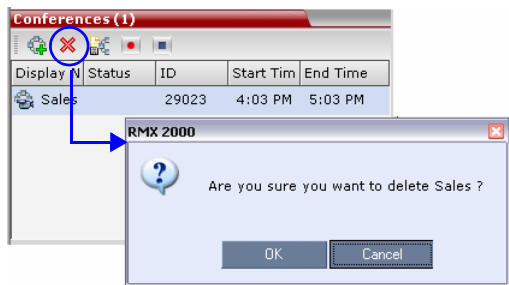 Conferences (1)
Display N Status ID Start Tim End Time
Sales 29023 4:03 PM 5:03 PM
RMX 2000
Are you sure you want to delete Sales ?
OK Cancel